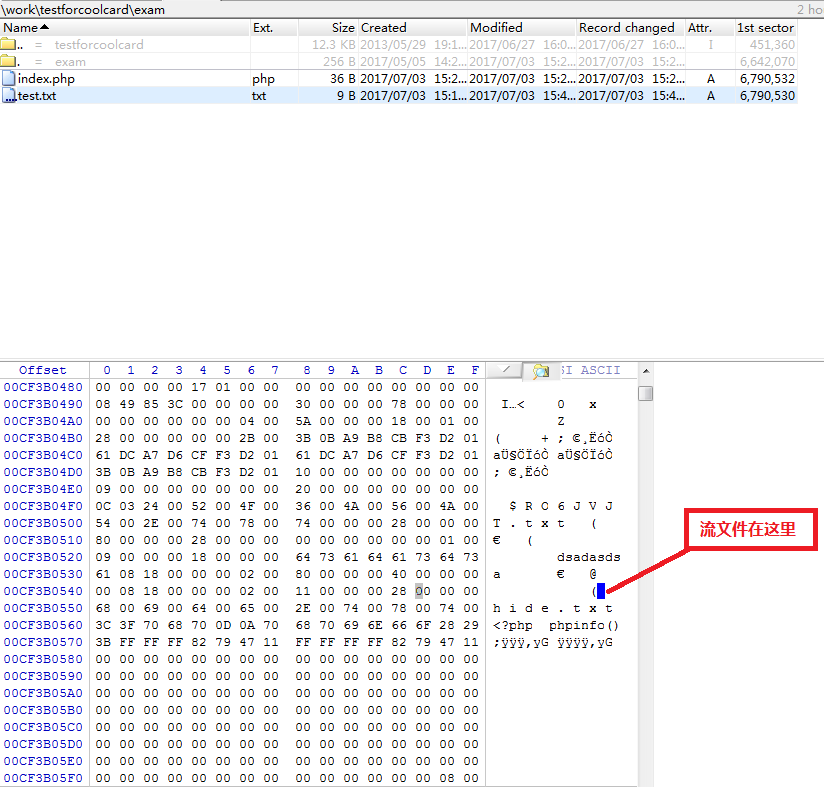 \work\testforcoolcard\exam 2 ho
Name Ext. Size Created Modified Record changed Attr. 1st sector
.. = testforcoolcard 12.3 KB 2013/05/29 19:1... 2017/06/27 16:0... 2017/06/27 16:0... I 451,360
. = exam 256 B 2017/05/05 14:2... 2017/07/03 15:2... 2017/07/03 15:2... 6,642,070
index.php php 36 B 2017/07/03 15:2... 2017/07/03 15:2... 2017/07/03 15:2... A 6,790,532
test.txt txt 9 B 2017/07/03 15:1... 2017/07/03 15:4... 2017/07/03 15:4... A 6,790,530
Offset 0 1 2 3 4 5 6 7 8 9 A B C D E F SI ASCII
00CF3B0480 00 00 00 00 17 01 00 00 00 00 00 00 00 00 00 00
00CF3B0490 08 49 85 3C 00 00 00 00 30 00 00 00 78 00 00 00 I…< 0 x
00CF3B04A0 00 00 00 00 00 00 04 00 5A 00 00 00 18 00 01 00 Z
00CF3B04B0 28 00 00 00 00 00 2B 00 3B 0B A9 B8 CB F3 D2 01 ( + ; ©¸ËóÒ
00CF3B04C0 61 DC A7 D6 CF F3 D2 01 61 DC A7 D6 CF F3 D2 01 aÜ§ÖÏóÒ aÜ§ÖÏóÒ
00CF3B04D0 3B 0B A9 B8 CB F3 D2 01 10 00 00 00 00 00 00 00 ; ©¸ËóÒ
00CF3B04E0 09 00 00 00 00 00 00 00 20 00 00 00 00 00 00 00
00CF3B04F0 0C 03 24 00 52 00 4F 00 36 00 4A 00 56 00 4A 00 $ R O 6 J V J
00CF3B0500 54 00 2E 00 74 00 78 00 74 00 00 00 28 00 00 00 T . t x t (
00CF3B0510 80 00 00 00 28 00 00 00 00 00 00 00 00 00 01 00 € (
00CF3B0520 09 00 00 00 18 00 00 00 64 73 61 64 61 73 64 73 dsadasds
00CF3B0530 61 08 18 00 00 00 02 00 80 00 00 00 40 00 00 00 a € @
00CF3B0540 00 08 18 00 00 00 02 00 11 00 00 00 28 00 00 00 (
00CF3B0550 68 00 69 00 64 00 65 00 2E 00 74 00 78 00 74 00 h i d e . t x t
00CF3B0560 3C 3F 70 68 70 0D 0A 70 68 70 69 6E 66 6F 28 29 <?php phpinfo()
00CF3B0570 3B FF FF FF 82 79 47 11 FF FF FF FF 82 79 47 11 ;ÿÿÿ‚yG ÿÿÿÿ‚yG
00CF3B0580 00 00 00 00 00 00 00 00 00 00 00 00 00 00 00 00
00CF3B0590 00 00 00 00 00 00 00 00 00 00 00 00 00 00 00 00
00CF3B05A0 00 00 00 00 00 00 00 00 00 00 00 00 00 00 00 00
00CF3B05B0 00 00 00 00 00 00 00 00 00 00 00 00 00 00 00 00
00CF3B05C0 00 00 00 00 00 00 00 00 00 00 00 00 00 00 00 00
00CF3B05D0 00 00 00 00 00 00 00 00 00 00 00 00 00 00 00 00
00CF3B05E0 00 00 00 00 00 00 00 00 00 00 00 00 00 00 00 00
00CF3B05F0 00 00 00 00 00 00 00 00 00 00 00 00 00 00 08 00
流文件在这里